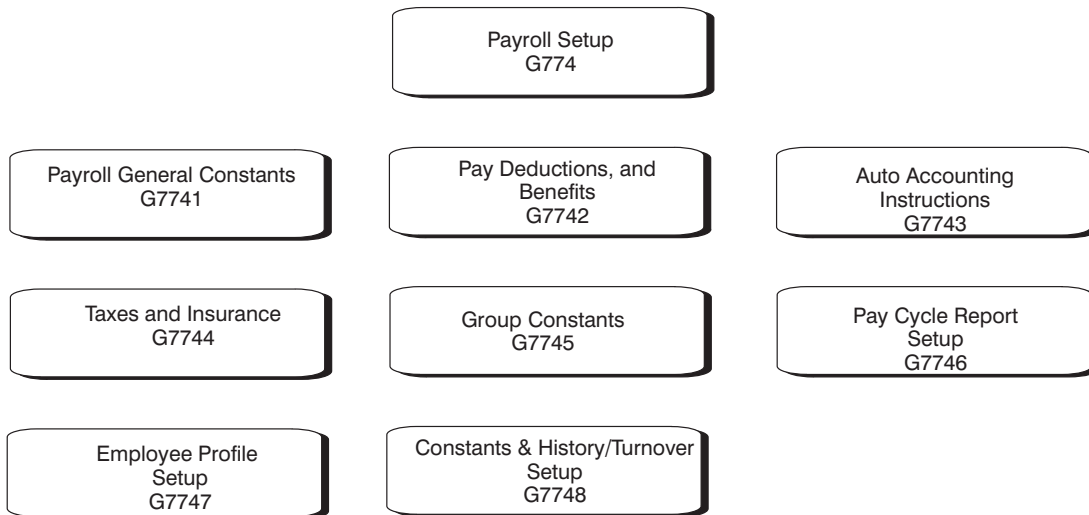 Payroll Setup
G774
Payroll General Constants
G7741
Pay Deductions, and
Benefits
G7742
Auto Accounting
Instructions
G7743
Taxes and Insurance
G7744
Group Constants
G7745
Pay Cycle Report
Setup
G7746
Employee Profile
Setup
G7747
Constants & History/Turnover
Setup
G7748